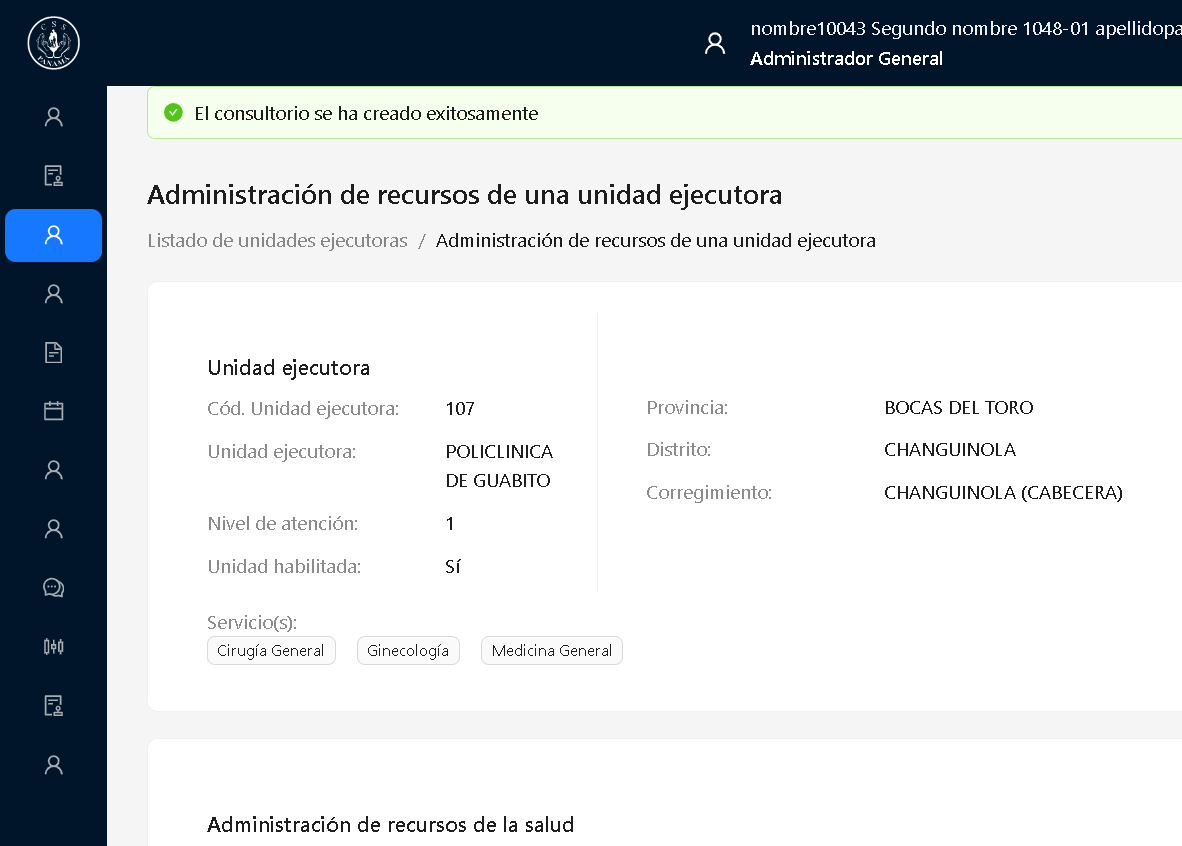 CSS
PANAMA
nombre10043 Segundo nombre 1048-01 apellidopa
Administrador General
El consultorio se ha creado exitosamente
Administración de recursos de una unidad ejecutora
Listado de unidades ejecutoras / Administración de recursos de una unidad ejecutora
Unidad ejecutora
Cód. Unidad ejecutora: 107
Unidad ejecutora: POLICLINICA
DE GUABITO
Nivel de atención: 1
Unidad habilitada: Sí
Provincia: BOCAS DEL TORO
Distrito: CHANGUINOLA
Corregimiento: CHANGUINOLA (CABECERA)
Servicio(s):
Cirugía General Ginecología Medicina General
Administración de recursos de la salud